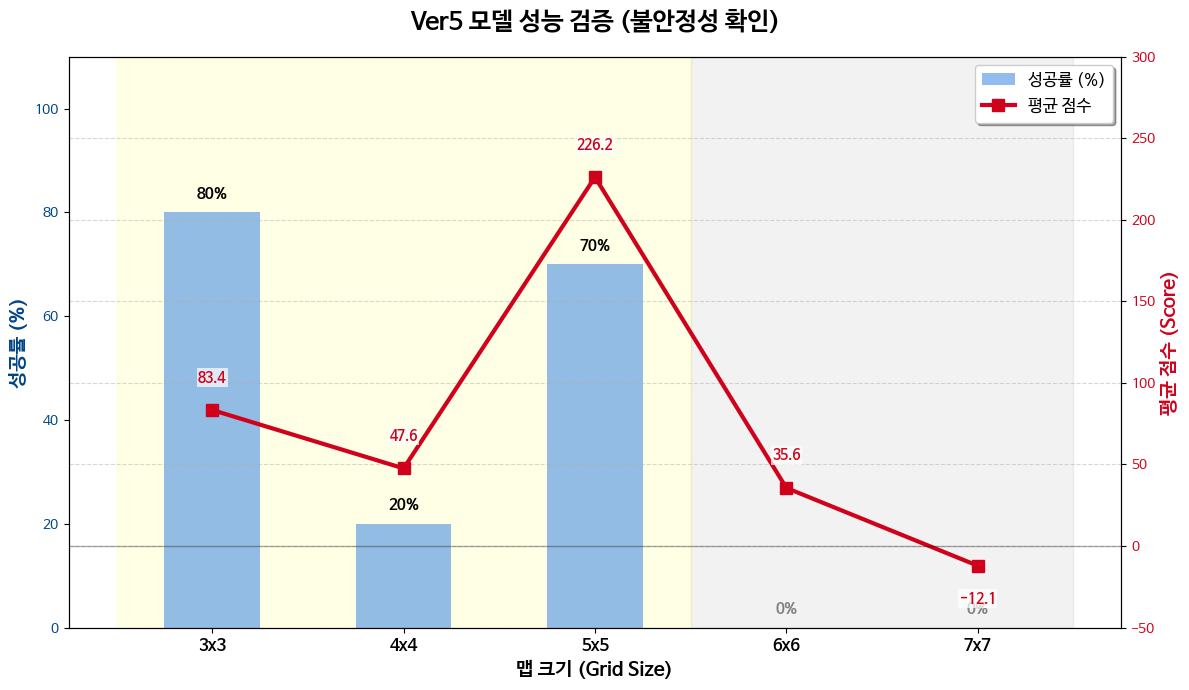 Ver5 모델 성능 검증 (불안정성 확인)
성공률 (%)
평균 점수
100
80
60
40
20
0
성공률 (%)
300
250
200
150
100
50
0
−50
평균 점수 (Score)
80%
20%
70%
0%
0%
83.4
47.6
226.2
35.6
−12.1
3x3
4x4
5x5
6x6
7x7
맵 크기 (Grid Size)